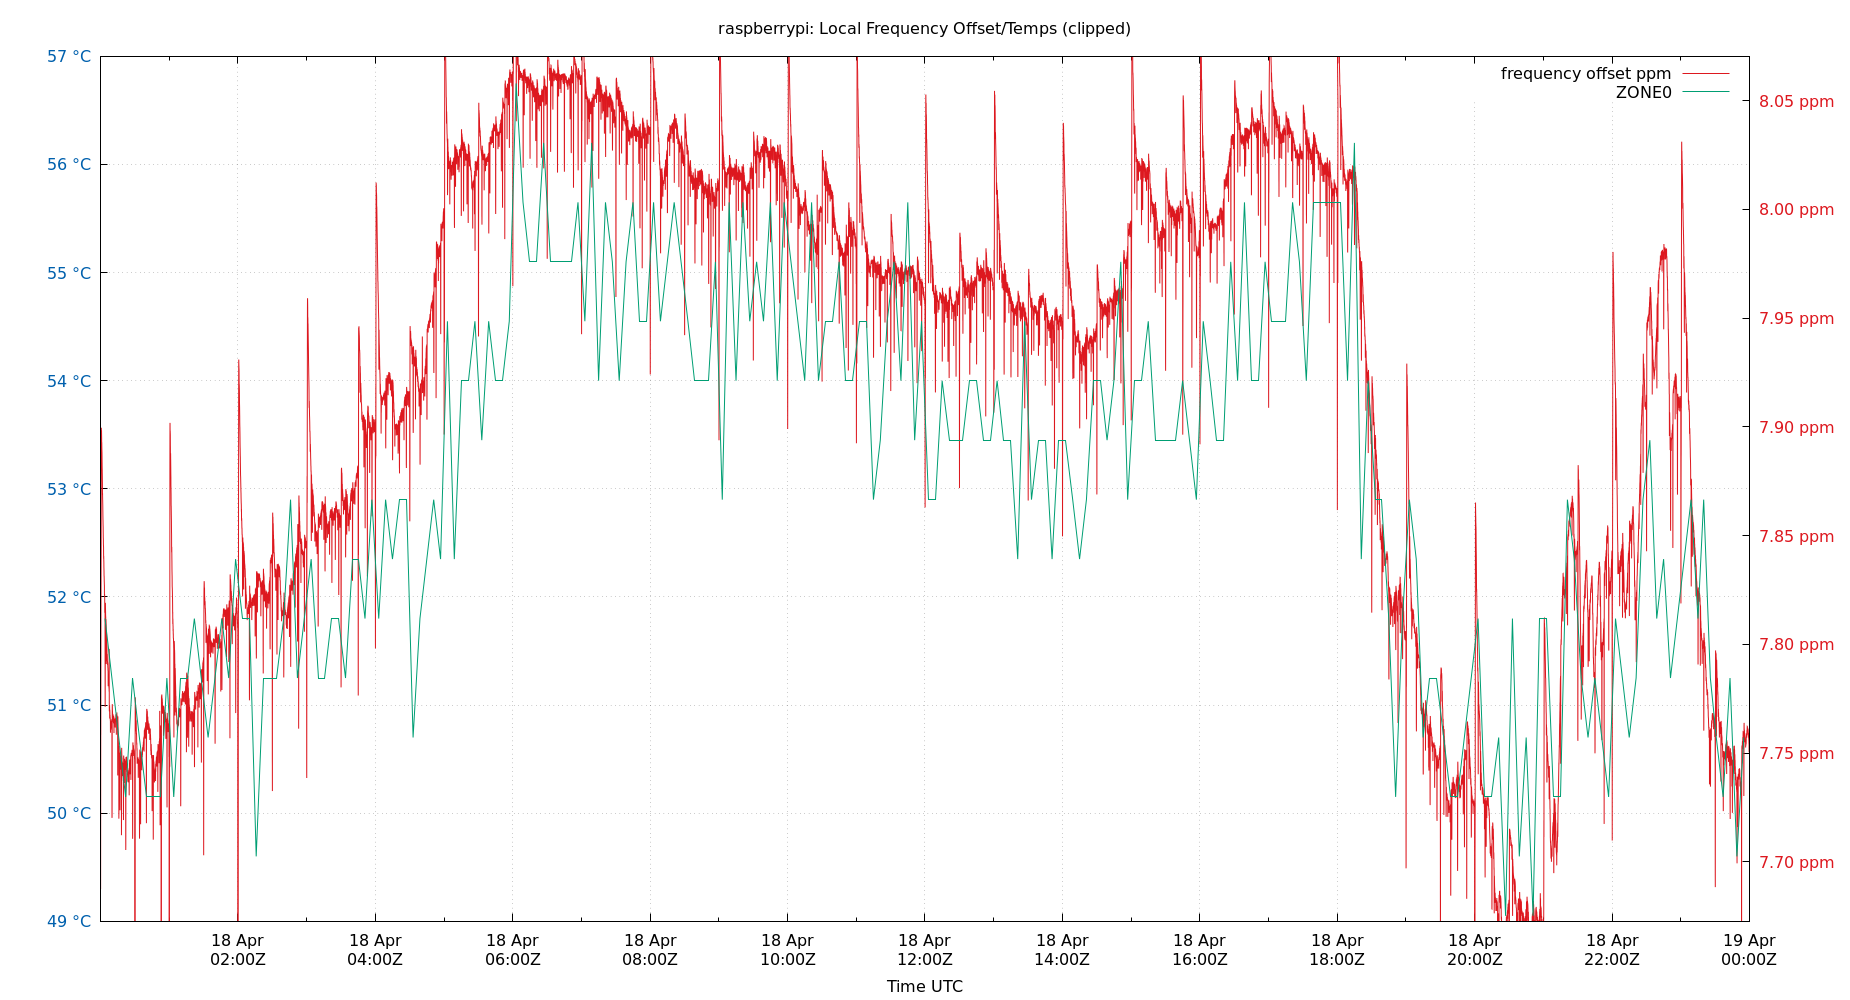 raspberrypi: Local Frequency Offset/Temps (clipped)
57 °C
56 °C
55 °C
54 °C
53 °C
52 °C
51 °C
50 °C
49 °C
frequency offset ppm
ZONE0
8.05 ppm
8.00 ppm
7.95 ppm
7.90 ppm
7.85 ppm
7.80 ppm
7.75 ppm
7.70 ppm
18 Apr 18 Apr 18 Apr 18 Apr 18 Apr 18 Apr 18 Apr 18 Apr 18 Apr 18 Apr 18 Apr 19 Apr
02:00Z 04:00Z 06:00Z 08:00Z 10:00Z 12:00Z 14:00Z 16:00Z 18:00Z 20:00Z 22:00Z 00:00Z
Time UTC